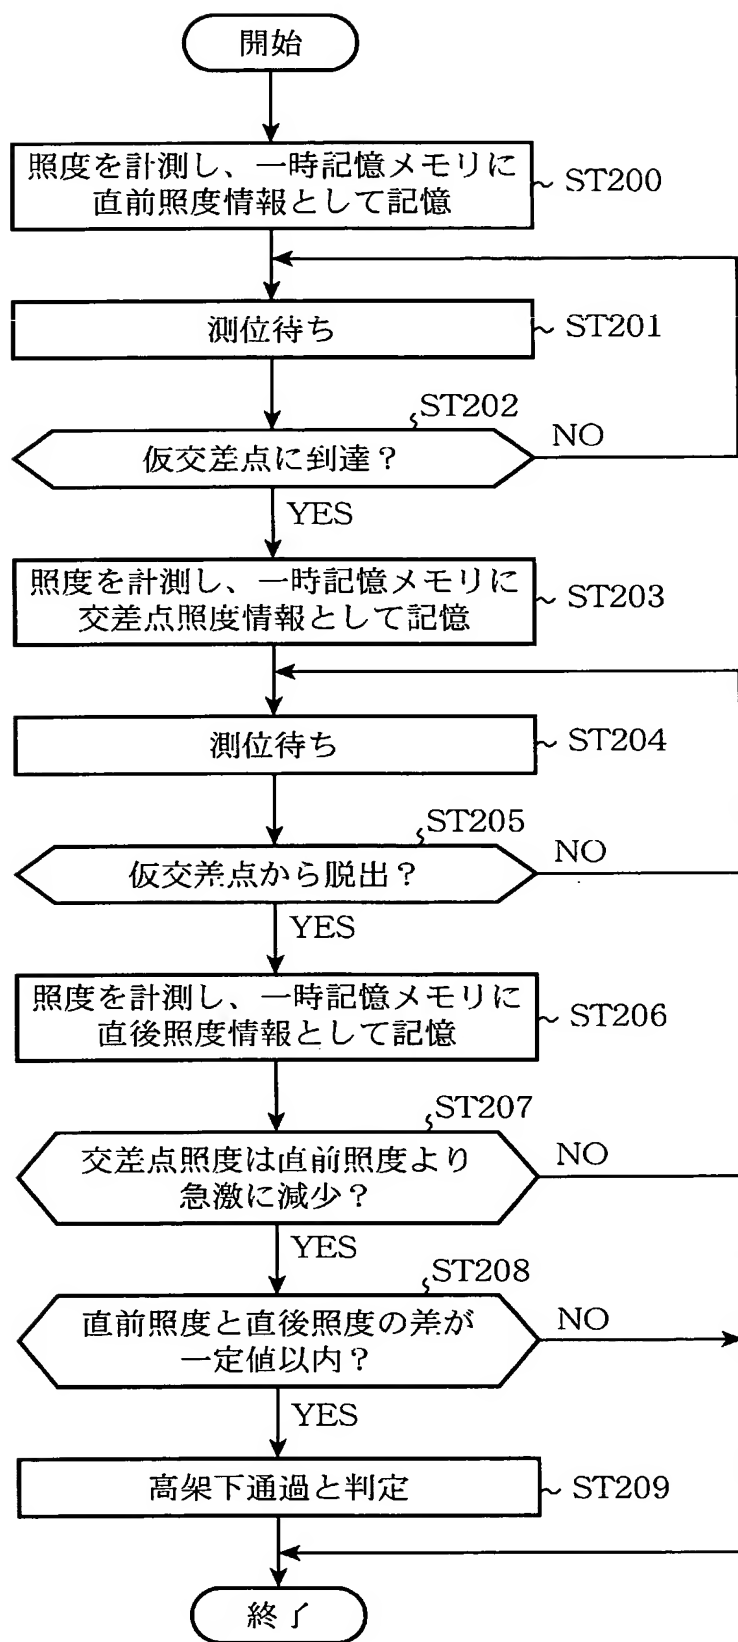 開始
照度を計測し、一時記憶メモリに
直前照度情報として記憶
ST200
測位待ち
ST201
ST202
仮交差点に到達？
NO
YES
照度を計測し、一時記憶メモリに
交差点照度情報として記憶
ST203
測位待ち
ST204
ST205
仮交差点から脱出？
NO
YES
照度を計測し、一時記憶メモリに
直後照度情報として記憶
ST206
ST207
交差点照度は直前照度より
急激に減少？
NO
YES
ST208
直前照度と直後照度の差が
一定値以内？
NO
YES
高架下通過と判定
ST209
終了